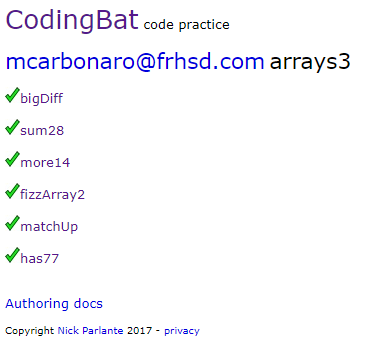 CodingBat code practice
mcarbonaro@frhsd.com arrays3
bigDiff
sum28
more14
fizzArray2
matchUp
has77
Authoring docs
Copyright Nick Parlante 2017 - privacy